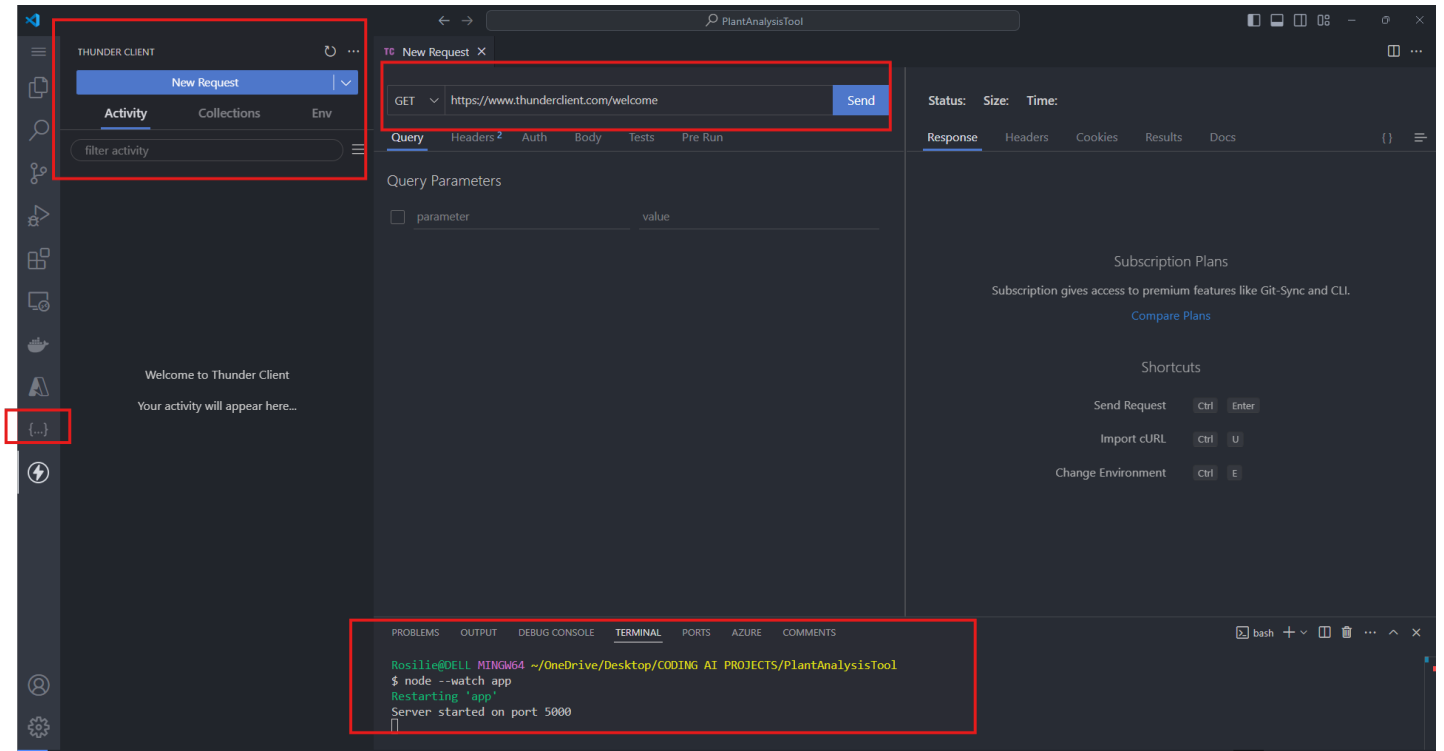 PlantAnalysisTool
THUNDER CLIENT
New Request
Activity Collections Env
filter activity
Welcome to Thunder Client
Your activity will appear here...
{...}
TC New Request
GET https://www.thunderclient.com/welcome Send
Query Headers 2 Auth Body Tests Pre Run
Query Parameters
parameter value
Status: Size: Time:
Response Headers Cookies Results Docs { }
Subscription Plans
Subscription gives access to premium features like Git-Sync and CLI.
Compare Plans
Shortcuts
Send Request Ctrl Enter
Import cURL Ctrl U
Change Environment Ctrl E
PROBLEMS OUTPUT DEBUG CONSOLE TERMINAL PORTS AZURE COMMENTS
bash
Rosilie@DELL MINGW64 ~/OneDrive/Desktop/CODING AI PROJECTS/PlantAnalysisTool
$ node --watch app
Restarting 'app'
Server started on port 5000